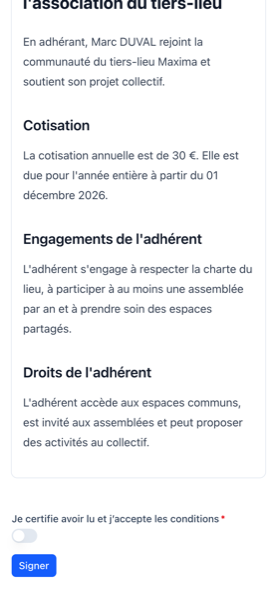 l'association du tiers-lieu
En adhérant, Marc DUVAL rejoint la
communauté du tiers-lieu Maxima et
soutient son projet collectif.
Cotisation
La cotisation annuelle est de 30 €. Elle est
due pour l'année entière à partir du 01
décembre 2026.
Engagements de l'adhérent
L'adhérent s'engage à respecter la charte du
lieu, à participer à au moins une assemblée
par an et à prendre soin des espaces
partagés.
Droits de l'adhérent
L'adhérent accède aux espaces communs,
est invité aux assemblées et peut proposer
des activités au collectif.
Je certifie avoir lu et j'accepte les conditions *
Signer